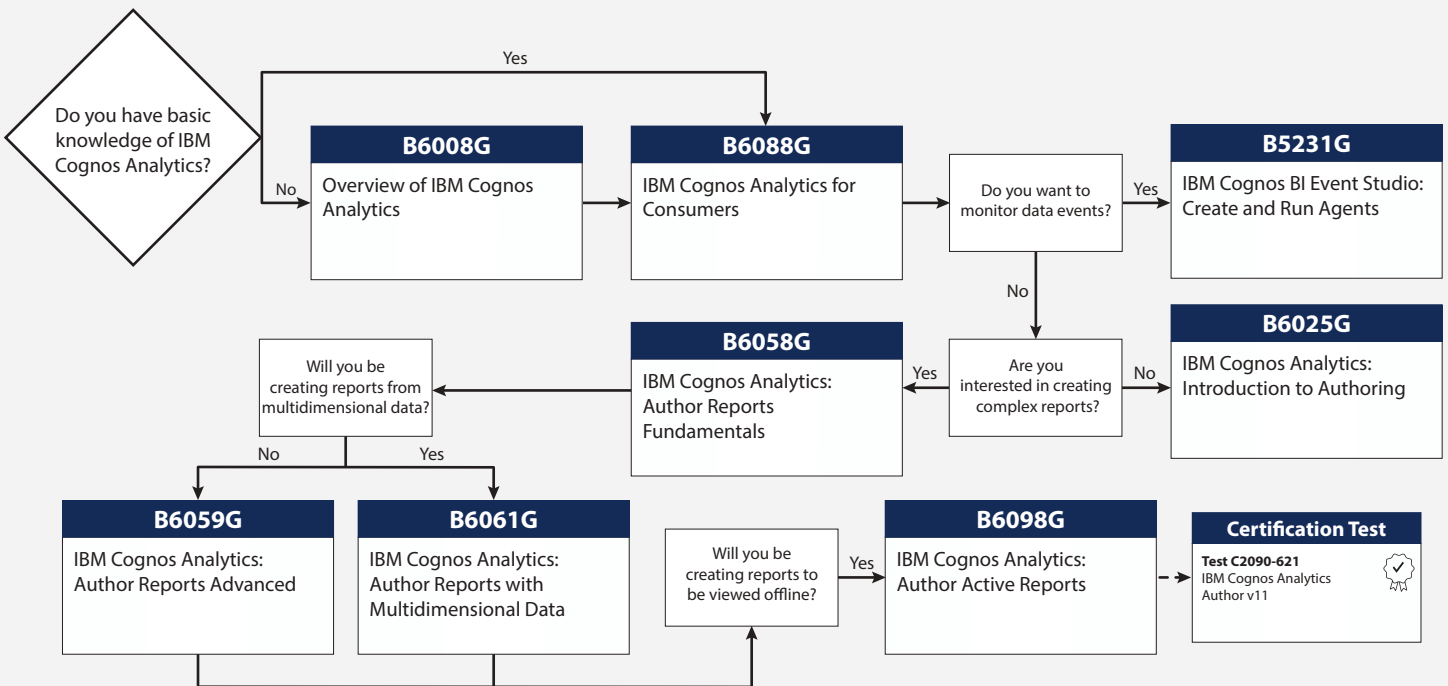 Yes
Do you have basic
knowledge of IBM
Cognos Analytics?
No
B6008G
Overview of IBM Cognos
Analytics
B6088G
IBM Cognos Analytics for
Consumers
Do you want to
monitor data events?
Yes
B5231G
IBM Cognos BI Event Studio:
Create and Run Agents
No
Will you be
creating reports from
multidimensional data?
B6058G
IBM Cognos Analytics:
Author Reports
Fundamentals
Yes
Are you
interested in creating
complex reports?
No
B6025G
IBM Cognos Analytics:
Introduction to Authoring
No
Yes
B6059G
IBM Cognos Analytics:
Author Reports Advanced
B6061G
IBM Cognos Analytics:
Author Reports with
Multidimensional Data
Will you be
creating reports to
be viewed offline?
Yes
B6098G
IBM Cognos Analytics:
Author Active Reports
Certification Test
Test C2090-621
IBM Cognos Analytics
Author v11